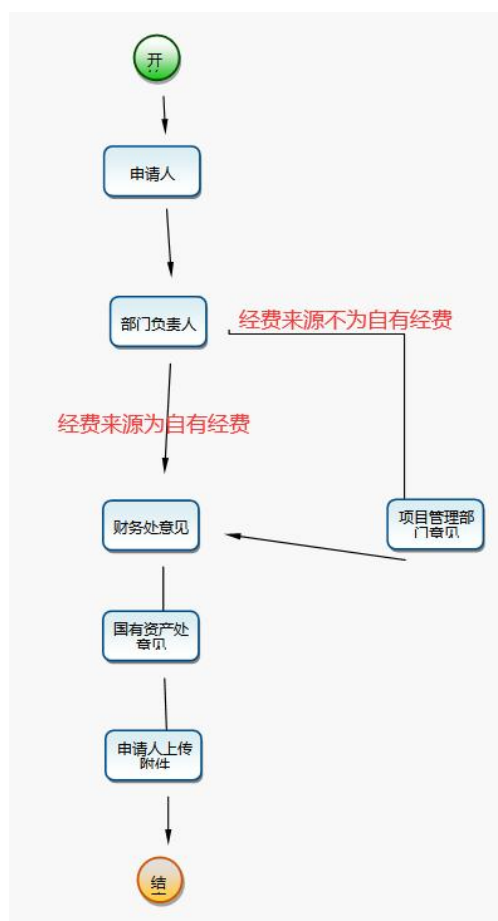 开
申请人
部门负责人
经费来源不为自有经费
经费来源为自有经费
财务处意见
项目管理部
门意见
国有资产处
意见
申请人上传
附件
结